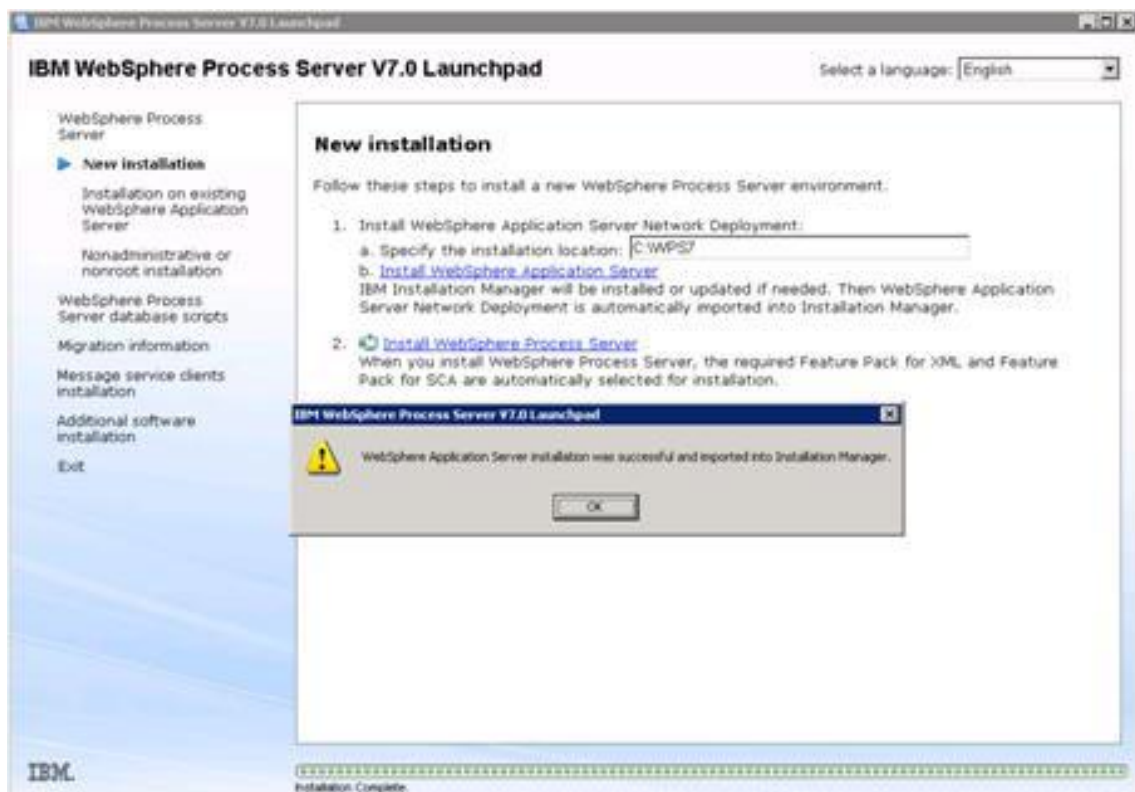 IBM WebSphere Process Server V7.0 Launchpad
IBM WebSphere Process Server V7.0 Launchpad
Select a language: English
WebSphere Process
Server
New installation
Installation on existing
WebSphere Application
Server
Nonadministrative or
nonroot installation
WebSphere Process
Server database scripts
Migration information
Message service clients
installation
Additional software
installation
Exit
New installation
Follow these steps to install a new WebSphere Process Server environment.
1. Install WebSphere Application Server Network Deployment:
a. Specify the installation location: C:\WPS7
b. Install WebSphere Application Server
IBM Installation Manager will be installed or updated if needed. Then WebSphere Application
Server Network Deployment is automatically imported into Installation Manager.
2. Install WebSphere Process Server
When you install WebSphere Process Server, the required Feature Pack for XML and Feature
Pack for SCA are automatically selected for installation.
IBM WebSphere Process Server V7.0 Launchpad
WebSphere Application Server installation was successful and imported into Installation Manager.
OK
IBM.
Installation Complete.